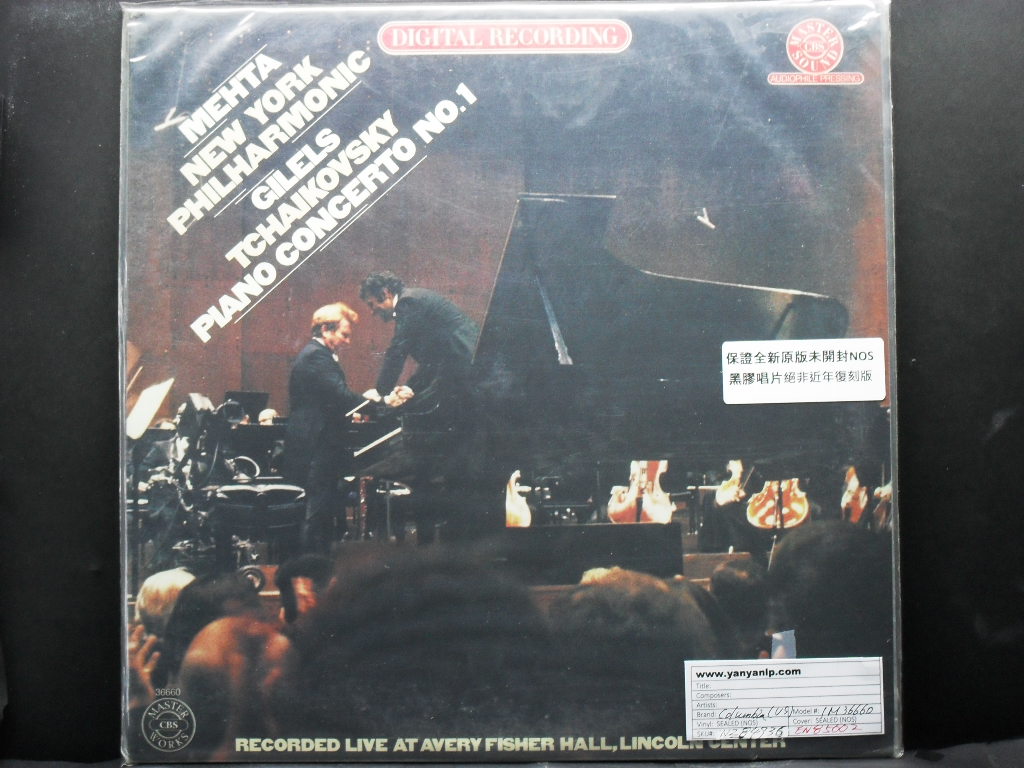 DIGITAL RECORDING
MASTER
CBS
SOUND
AUDIOPHILE PRESSING
MEHTA
NEW YORK
PHILHARMONIC
GILELS
TCHAIKOVSKY
PIANO CONCERTO NO.1
保證全新原版未開封NOS
黑膠唱片絕非近年復刻版
36660
MASTER
CBS
WORKS
www.yanyanlp.com
Title:
Composers:
Artists:
Brand: Columbia (US) Model #: IM36660
Vinyl: SEALED (NOS) Cover: SEALED (NOS)
SKU#:
RECORDED LIVE AT AVERY FISHER HALL, LINCOLN CENTER